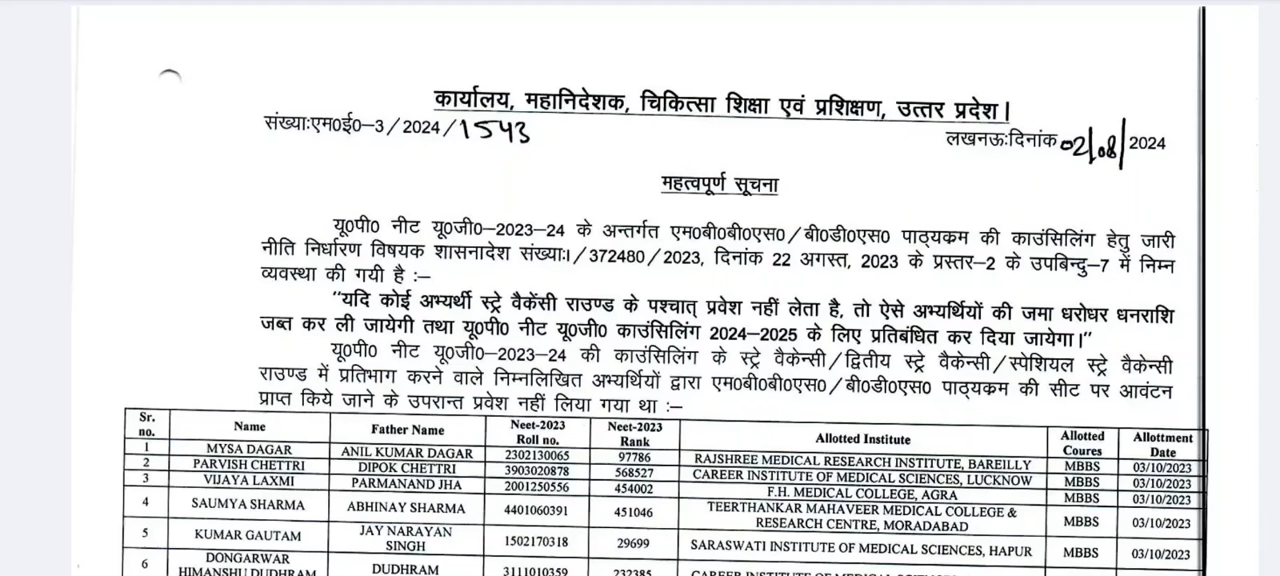 कार्यालय, महानिदेशक, चिकित्सा शिक्षा एवं प्रशिक्षण, उत्तर प्रदेश।
संख्याःएम0ई0-3/2024/1543 लखनऊःदिनांक 02/08/2024
महत्वपूर्ण सूचना
यू0पी0 नीट यू0जी0-2023-24 के अन्तर्गत एम0बी0बी0एस0/बी0डी0एस0 पाठ्यक्रम की काउंसिलिंग हेतु जारी
नीति निर्धारण विषयक शासनादेश संख्याः।/372480/2023, दिनांक 22 अगस्त, 2023 के प्रस्तर-2 के उपबिन्दु-7 में निम्न
व्यवस्था की गयी है :-
"यदि कोई अभ्यर्थी स्ट्रे वैकेंसी राउण्ड के पश्चात् प्रवेश नहीं लेता है, तो ऐसे अभ्यर्थियों की जमा धरोधर धनराशि
जब्त कर ली जायेगी तथा यू0पी0 नीट यू0जी0 काउंसिलिंग 2024-2025 के लिए प्रतिबंधित कर दिया जायेगा।"
यू0पी0 नीट यू0जी0-2023-24 की काउंसिलिंग के स्ट्रे वैकेन्सी/द्वितीय स्ट्रे वैकेन्सी/स्पेशियल स्ट्रे वैकेन्सी
राउण्ड में प्रतिभाग करने वाले निम्नलिखित अभ्यर्थियों द्वारा एम0बी0बी0एस0/बी0डी0एस0 पाठ्यक्रम की सीट पर आवंटन
प्राप्त किये जाने के उपरान्त प्रवेश नहीं लिया गया था :-
Sr. no. Name Father Name Neet-2023 Roll no. Neet-2023 Rank Allotted Institute Allotted Coures Allottment Date
1 MYSA DAGAR ANIL KUMAR DAGAR 2302130065 97786 RAJSHREE MEDICAL RESEARCH INSTITUTE, BAREILLY MBBS 03/10/2023
2 PARVISH CHETTRI DIPOK CHETTRI 3903020878 568527 CAREER INSTITUTE OF MEDICAL SCIENCES, LUCKNOW MBBS 03/10/2023
3 VIJAYA LAXMI PARMANAND JHA 2001250556 454002 F.H. MEDICAL COLLEGE, AGRA MBBS 03/10/2023
4 SAUMYA SHARMA ABHINAY SHARMA 4401060391 451046 TEERTHANKAR MAHAVEER MEDICAL COLLEGE & RESEARCH CENTRE, MORADABAD MBBS 03/10/2023
5 KUMAR GAUTAM JAY NARAYAN SINGH 1502170318 29699 SARASWATI INSTITUTE OF MEDICAL SCIENCES, HAPUR MBBS 03/10/2023
6 DONGARWAR HIMANSHU DUDHRAM DUDHRAM 3111010359 232385